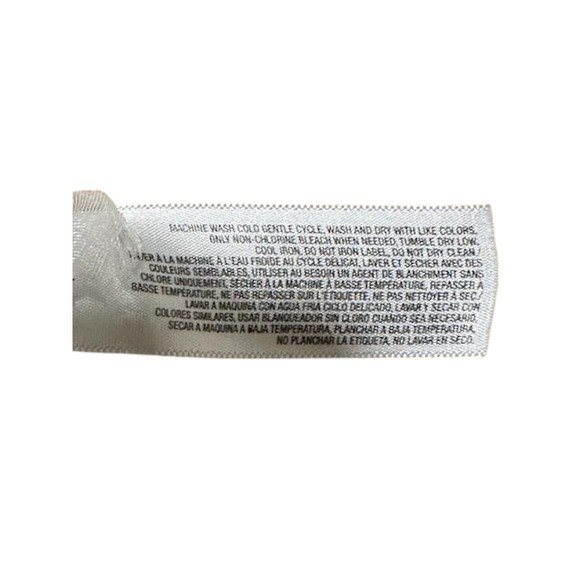 MACHINE WASH COLD GENTLE CYCLE, WASH AND DRY WITH LIKE COLORS,
ONLY NON-CHLORINE BLEACH WHEN NEEDED, TUMBLE DRY LOW,
COOL IRON, DO NOT IRON LABEL, DO NOT DRY CLEAN /
À LA MACHINE À L'EAU FROIDE AU CYCLE DÉLICAT, LAVER ET SÉCHER AVEC DES
COULEURS SEMBLABLES, UTILISER AU BESOIN UN AGENT DE BLANCHIMENT SANS
CHLORE UNIQUEMENT, SÉCHER À LA MACHINE À BASSE TEMPÉRATURE, REPASSER À
BASSE TEMPÉRATURE, NE PAS REPASSER SUR l'ÉTIQUETTE, NE PAS NETTOYER À SEC/
LAVAR A MAQUINA CON AGUA FRIA CICLO DELICADO, LAVAR Y SECAR CON
COLORES SIMILARES, USAR BLANQUEADOR SIN CLORO CUANDO SEA NECESARIO,
SECAR A MAQUINA A BAJA TEMPERATURA, PLANCHAR A BAJA TEMPERATURA,
NO PLANCHAR LA ETIQUETA, NO LAVAR EN SECO.